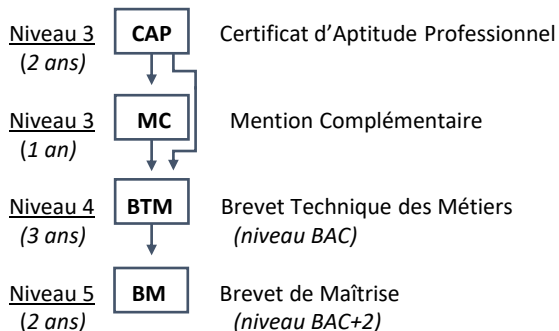 Niveau 3 CAP Certificat d’Aptitude Professionnel
(2 ans)
Niveau 3 MC Mention Complémentaire
(1 an)
Niveau 4 BTM Brevet Technique des Métiers
(3 ans) (niveau BAC)
Niveau 5 BM Brevet de Maîtrise
(2 ans) (niveau BAC+2)